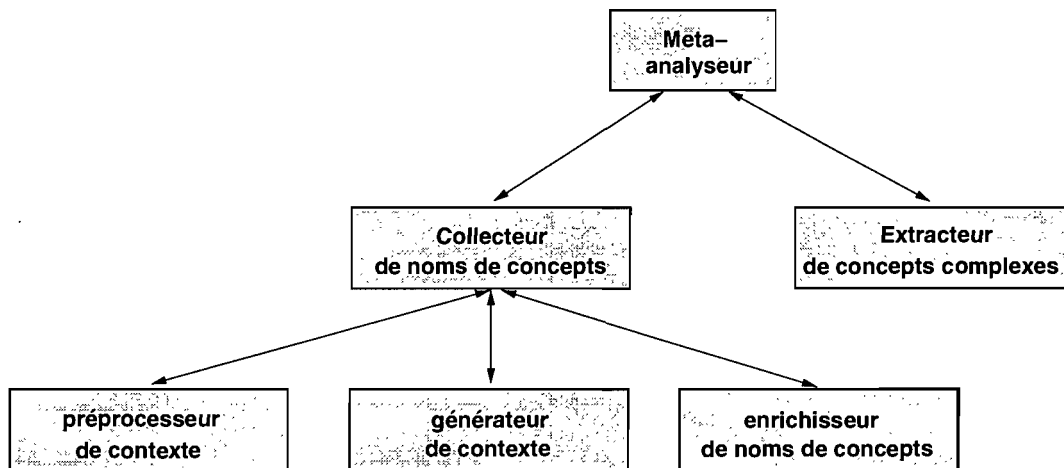 Meta–
analyseur
Collecteur
de noms de concepts
Extracteur
de concepts complexes
préprocesseur
de contexte
générateur
de contexte
enrichisseur
de noms de concepts